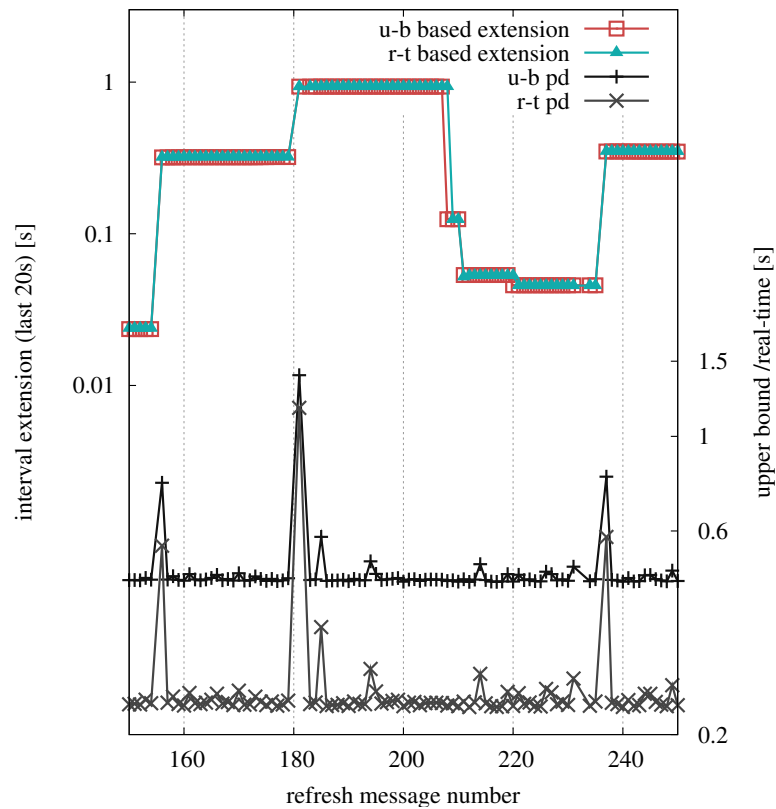 u-b based extension
r-t based extension
u-b pd
r-t pd
1
0.1
0.01
interval extension (last 20s) [s]
1.5
1
0.6
0.2
upper bound /real-time [s]
160 180 200 220 240
refresh message number